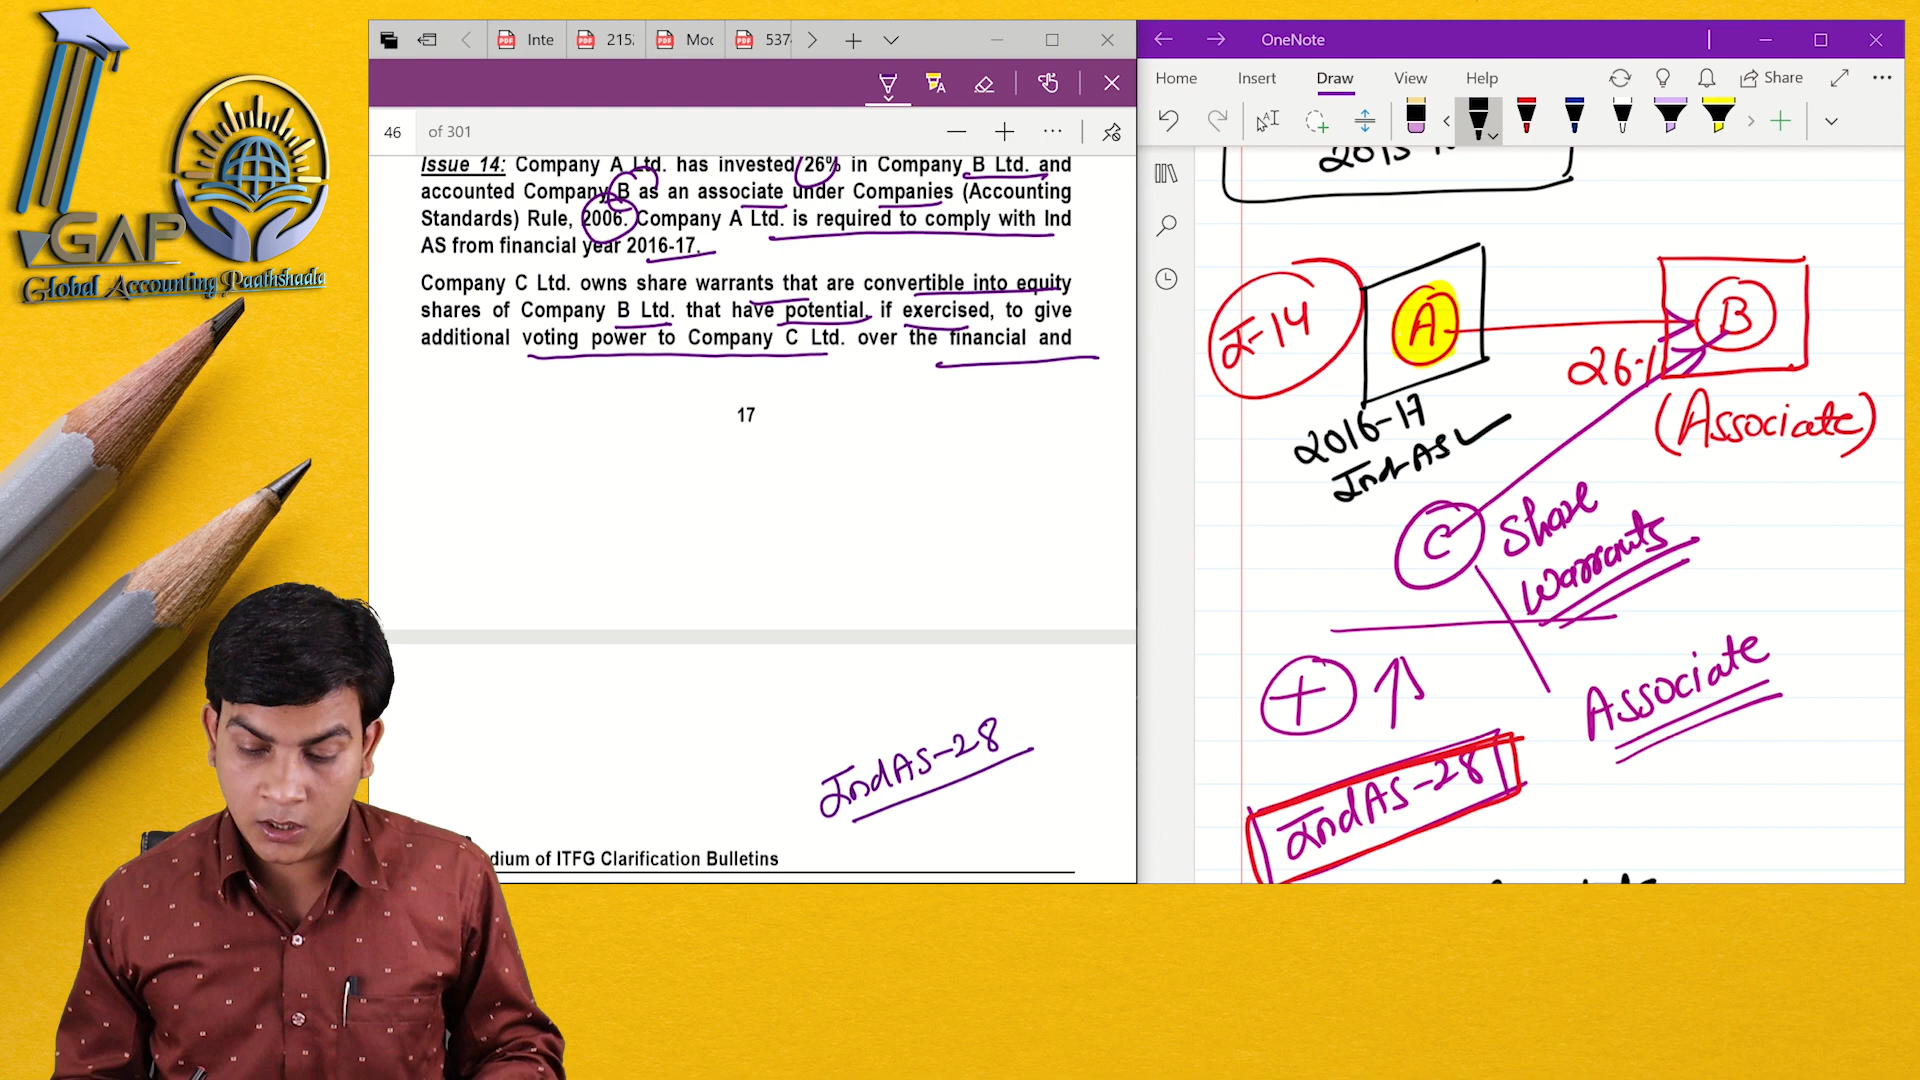 GAP
Global Accounting Paathshada
Inte
215
Moc
537
46 of 301
Issue 14: Company A Ltd. has invested 26% in Company B Ltd. and
accounted Company B as an associate under Companies (Accounting
Standards) Rule, 2006. Company A Ltd. is required to comply with Ind
AS from financial year 2016-17.
Company C Ltd. owns share warrants that are convertible into equity
shares of Company B Ltd. that have potential, if exercised, to give
additional voting power to Company C Ltd. over the financial and
17
IndAS-28
dium of ITFG Clarification Bulletins
OneNote
Home Insert Draw View Help Share
I-14
A
B
26%
(Associate)
2016-17
IndAS
C
Share
Warrants
+
Associate
IndAS-28